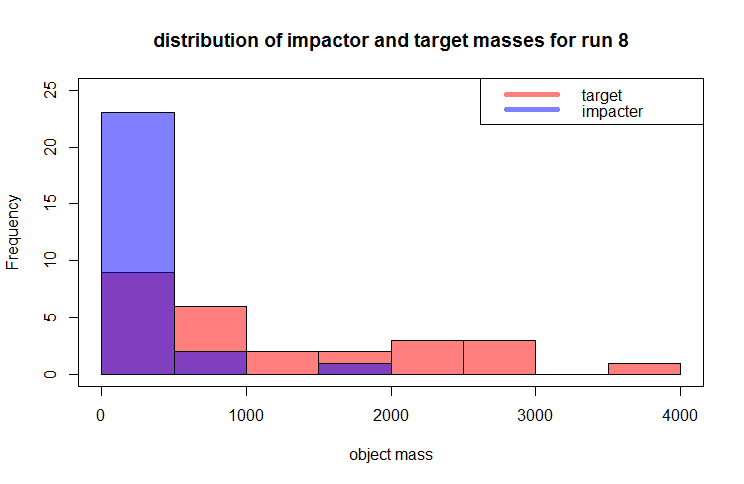 distribution of impactor and target masses for run 8
target
impacter
Frequency
25
20
15
10
5
0
0 1000 2000 3000 4000
object mass